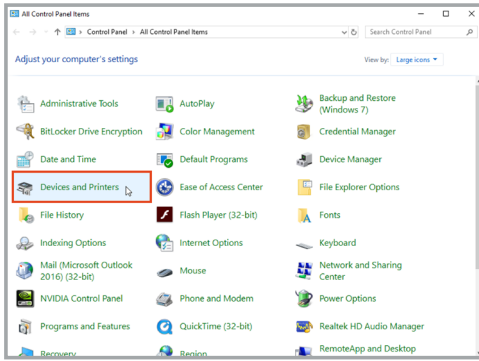 All Control Panel Items
Control Panel > All Control Panel Items
Search Control Panel
Adjust your computer's settings
View by: Large icons
Administrative Tools
AutoPlay
Backup and Restore
(Windows 7)
BitLocker Drive Encryption
Color Management
Credential Manager
Date and Time
Default Programs
Device Manager
Devices and Printers
Ease of Access Center
File Explorer Options
File History
Flash Player (32-bit)
Fonts
Indexing Options
Internet Options
Keyboard
Mail (Microsoft Outlook
2016) (32-bit)
Mouse
Network and Sharing
Center
NVIDIA Control Panel
Phone and Modem
Power Options
Programs and Features
QuickTime (32-bit)
Realtek HD Audio Manager
Recovery
Region
RemoteApp and Desktop